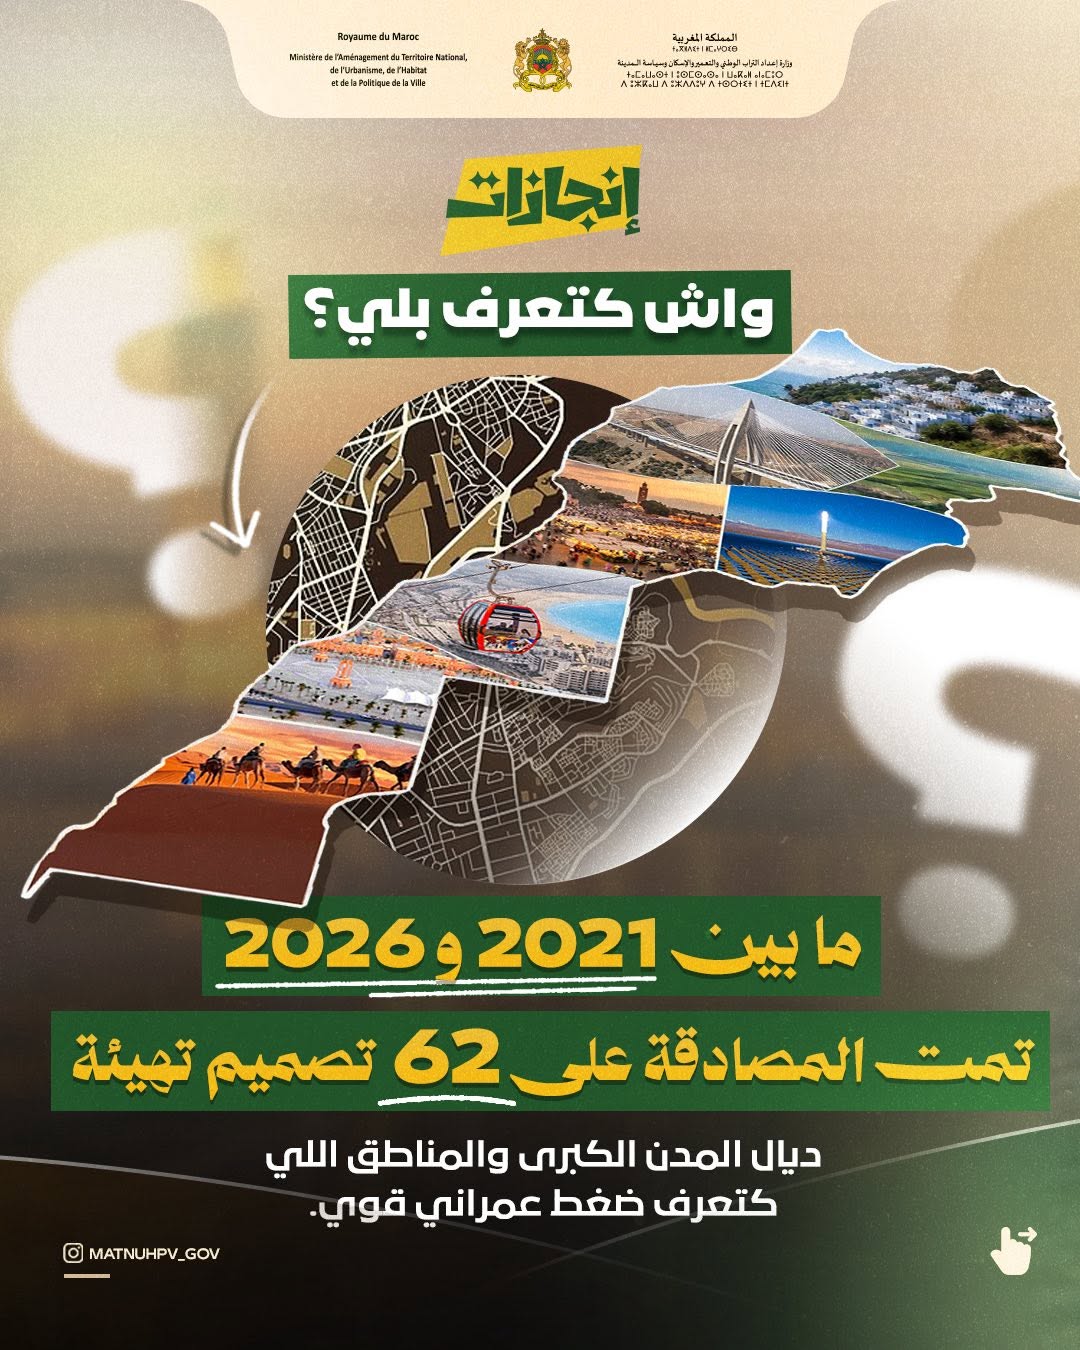 Royaume du Maroc
Ministère de l'Aménagement du Territoire National,
de l'Urbanisme, de l'Habitat
et de la Politique de la Ville
المملكة المغربية
ⵜⴰⴳⵍⴷⵉⵜ ⵏ ⵍⵎⵖⵔⵉⴱ
وزارة إعداد التراب الوطني والتعمير والإسكان وسياسة المدينة
إنجازات
واش كتعرف بلي؟
ما بين 2021 و 2026
تمت المصادقة على 62 تصميم تهيئة
ديال المدن الكبرى والمناطق اللي
كتعرف ضغط عمراني قوي.
MATNUHPV_GOV